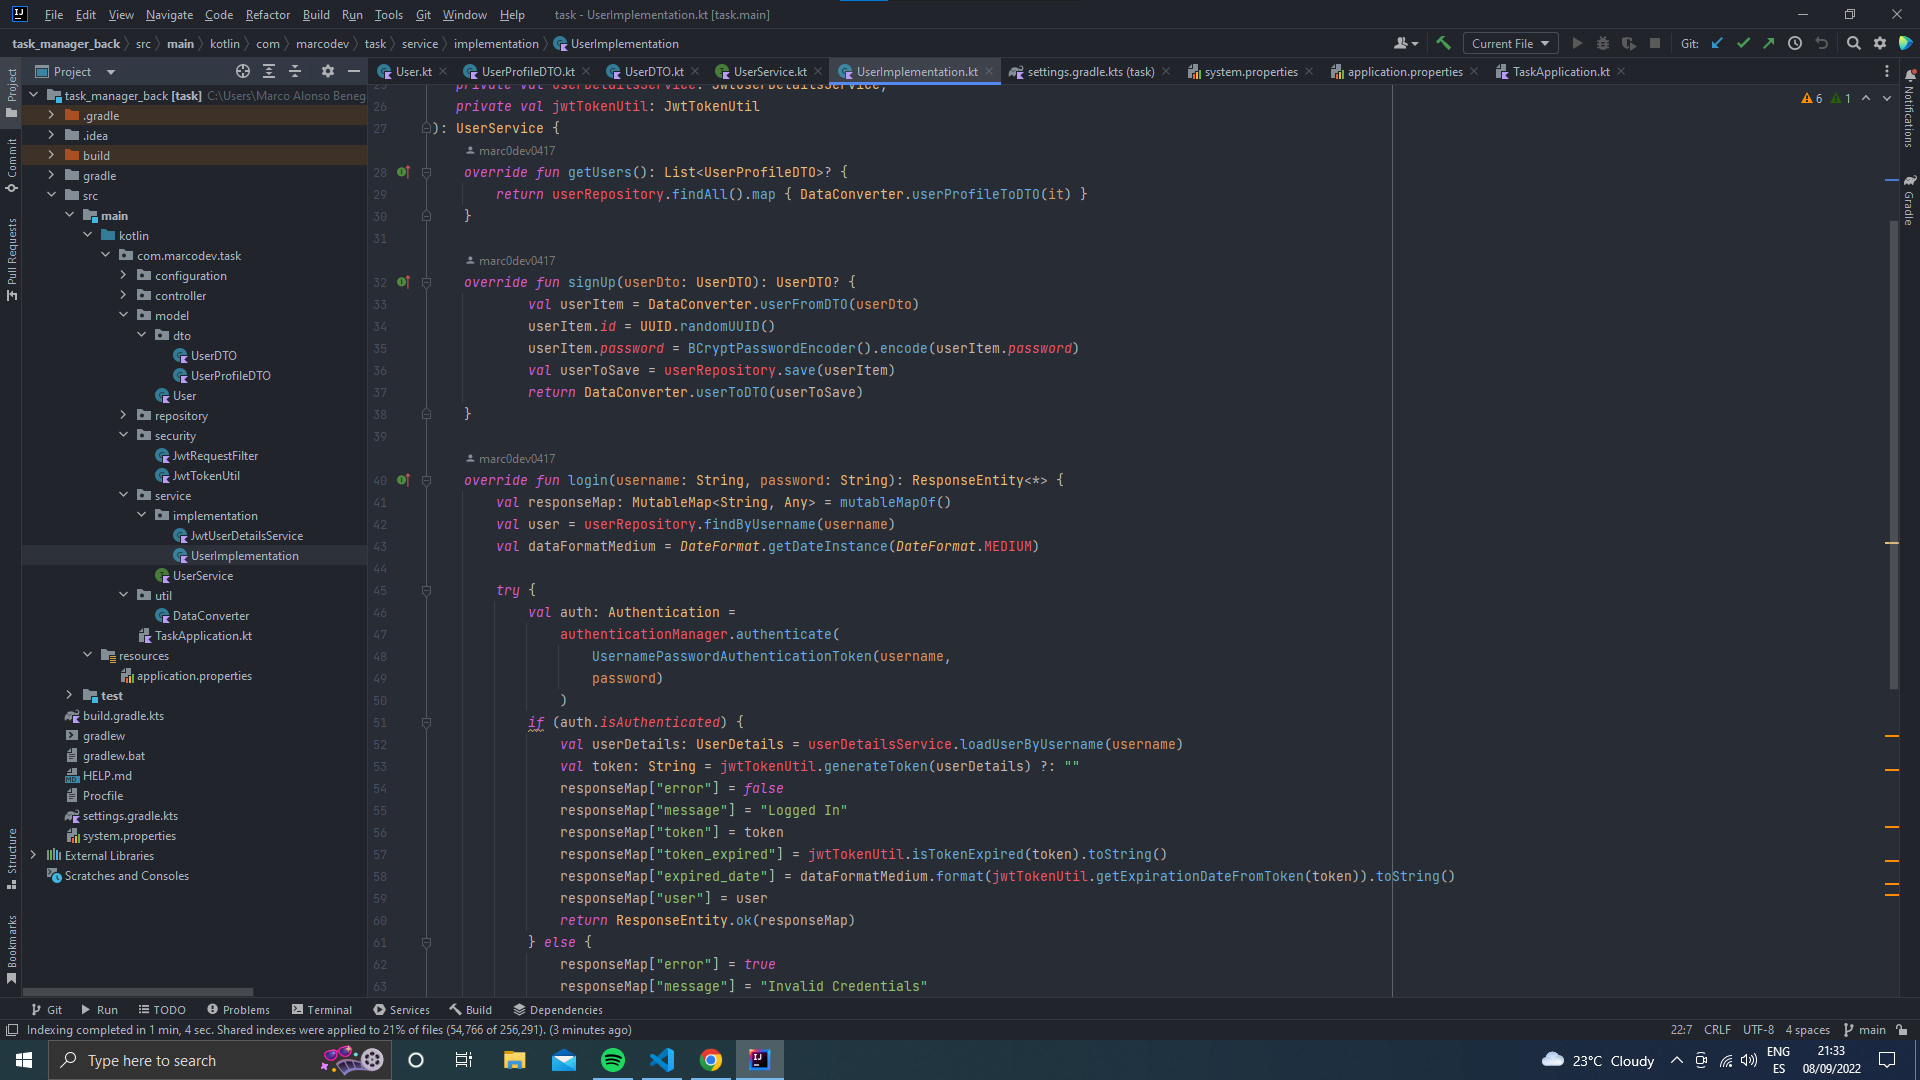 File Edit View Navigate Code Refactor Build Run Tools Git Window Help task - UserImplementation.kt [task.main]
task_manager_back src main kotlin com marcodev task service implementation UserImplementation Current File Git:
Project User.kt UserProfileDTO.kt UserDTO.kt UserService.kt UserImplementation.kt settings.gradle.kts (task) system.properties application.properties TaskApplication.kt
Project
Commit
Pull Requests
Structure
Bookmarks
task_manager_back [task] C:\Users\Marco Alonso Beneg
.gradle
.idea
build
gradle
src
main
kotlin
com.marcodev.task
configuration
controller
model
dto
UserDTO
UserProfileDTO
User
repository
security
JwtRequestFilter
JwtTokenUtil
service
implementation
JwtUserDetailsService
UserImplementation
UserService
util
DataConverter
TaskApplication.kt
resources
application.properties
test
build.gradle.kts
gradlew
gradlew.bat
HELP.md
Procfile
settings.gradle.kts
system.properties
External Libraries
Scratches and Consoles
25 private val userDetailsService: JwtUserDetailsService,
26 private val jwtTokenUtil: JwtTokenUtil
27 ): UserService {
marc0dev0417
28 override fun getUsers(): List<UserProfileDTO>? {
29 return userRepository.findAll().map { DataConverter.userProfileToDTO(it) }
30 }
31
marc0dev0417
32 override fun signUp(userDto: UserDTO): UserDTO? {
33 val userItem = DataConverter.userFromDTO(userDto)
34 userItem.id = UUID.randomUUID()
35 userItem.password = BCryptPasswordEncoder().encode(userItem.password)
36 val userToSave = userRepository.save(userItem)
37 return DataConverter.userToDTO(userToSave)
38 }
39
marc0dev0417
40 override fun login(username: String, password: String): ResponseEntity<*> {
41 val responseMap: MutableMap<String, Any> = mutableMapOf()
42 val user = userRepository.findByUsername(username)
43 val dataFormatMedium = DateFormat.getDateInstance(DateFormat.MEDIUM)
44
45 try {
46 val auth: Authentication =
47 authenticationManager.authenticate(
48 UsernamePasswordAuthenticationToken(username,
49 password)
50 )
51 if (auth.isAuthenticated) {
52 val userDetails: UserDetails = userDetailsService.loadUserByUsername(username)
53 val token: String = jwtTokenUtil.generateToken(userDetails) ?: ""
54 responseMap["error"] = false
55 responseMap["message"] = "Logged In"
56 responseMap["token"] = token
57 responseMap["token_expired"] = jwtTokenUtil.isTokenExpired(token).toString()
58 responseMap["expired_date"] = dataFormatMedium.format(jwtTokenUtil.getExpirationDateFromToken(token)).toString()
59 responseMap["user"] = user
60 return ResponseEntity.ok(responseMap)
61 } else {
62 responseMap["error"] = true
63 responseMap["message"] = "Invalid Credentials"
6 1
Notifications
Gradle
Git Run TODO Problems Terminal Services Build Dependencies
Indexing completed in 1 min, 4 sec. Shared indexes were applied to 21% of files (54,766 of 256,291). (3 minutes ago) 22:7 CRLF UTF-8 4 spaces main
Type here to search 23°C Cloudy ENG 21:33
ES 08/09/2022